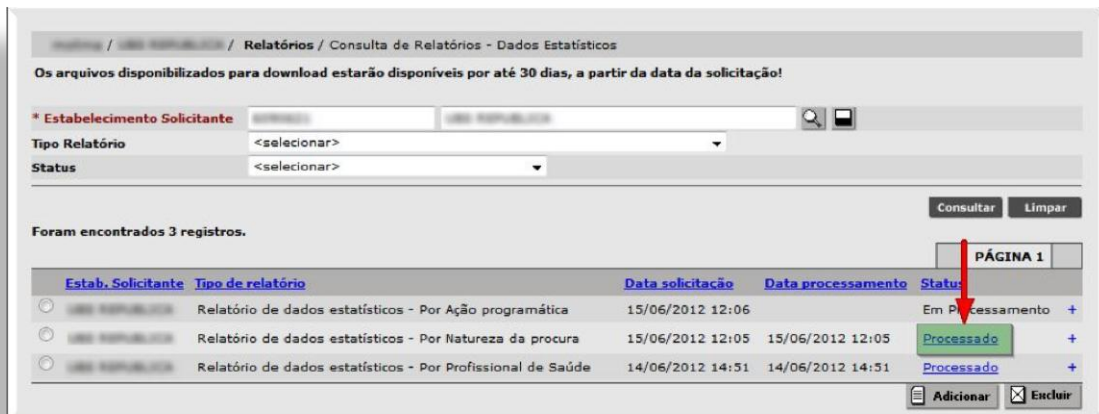 / / Relatórios / Consulta de Relatórios - Dados Estatísticos
Os arquivos disponibilizados para download estarão disponíveis por até 30 dias, a partir da data da solicitação!
* Estabelecimento Solicitante
Tipo Relatório <selecionar>
Status <selecionar>
Consultar Limpar
Foram encontrados 3 registros.
PÁGINA 1
Estab. Solicitante Tipo de relatório Data solicitação Data processamento Status
Relatório de dados estatísticos - Por Ação programática 15/06/2012 12:06 Em Processamento +
Relatório de dados estatísticos - Por Natureza da procura 15/06/2012 12:05 15/06/2012 12:05 Processado +
Relatório de dados estatísticos - Por Profissional de Saúde 14/06/2012 14:51 14/06/2012 14:51 Processado +
Adicionar Excluir